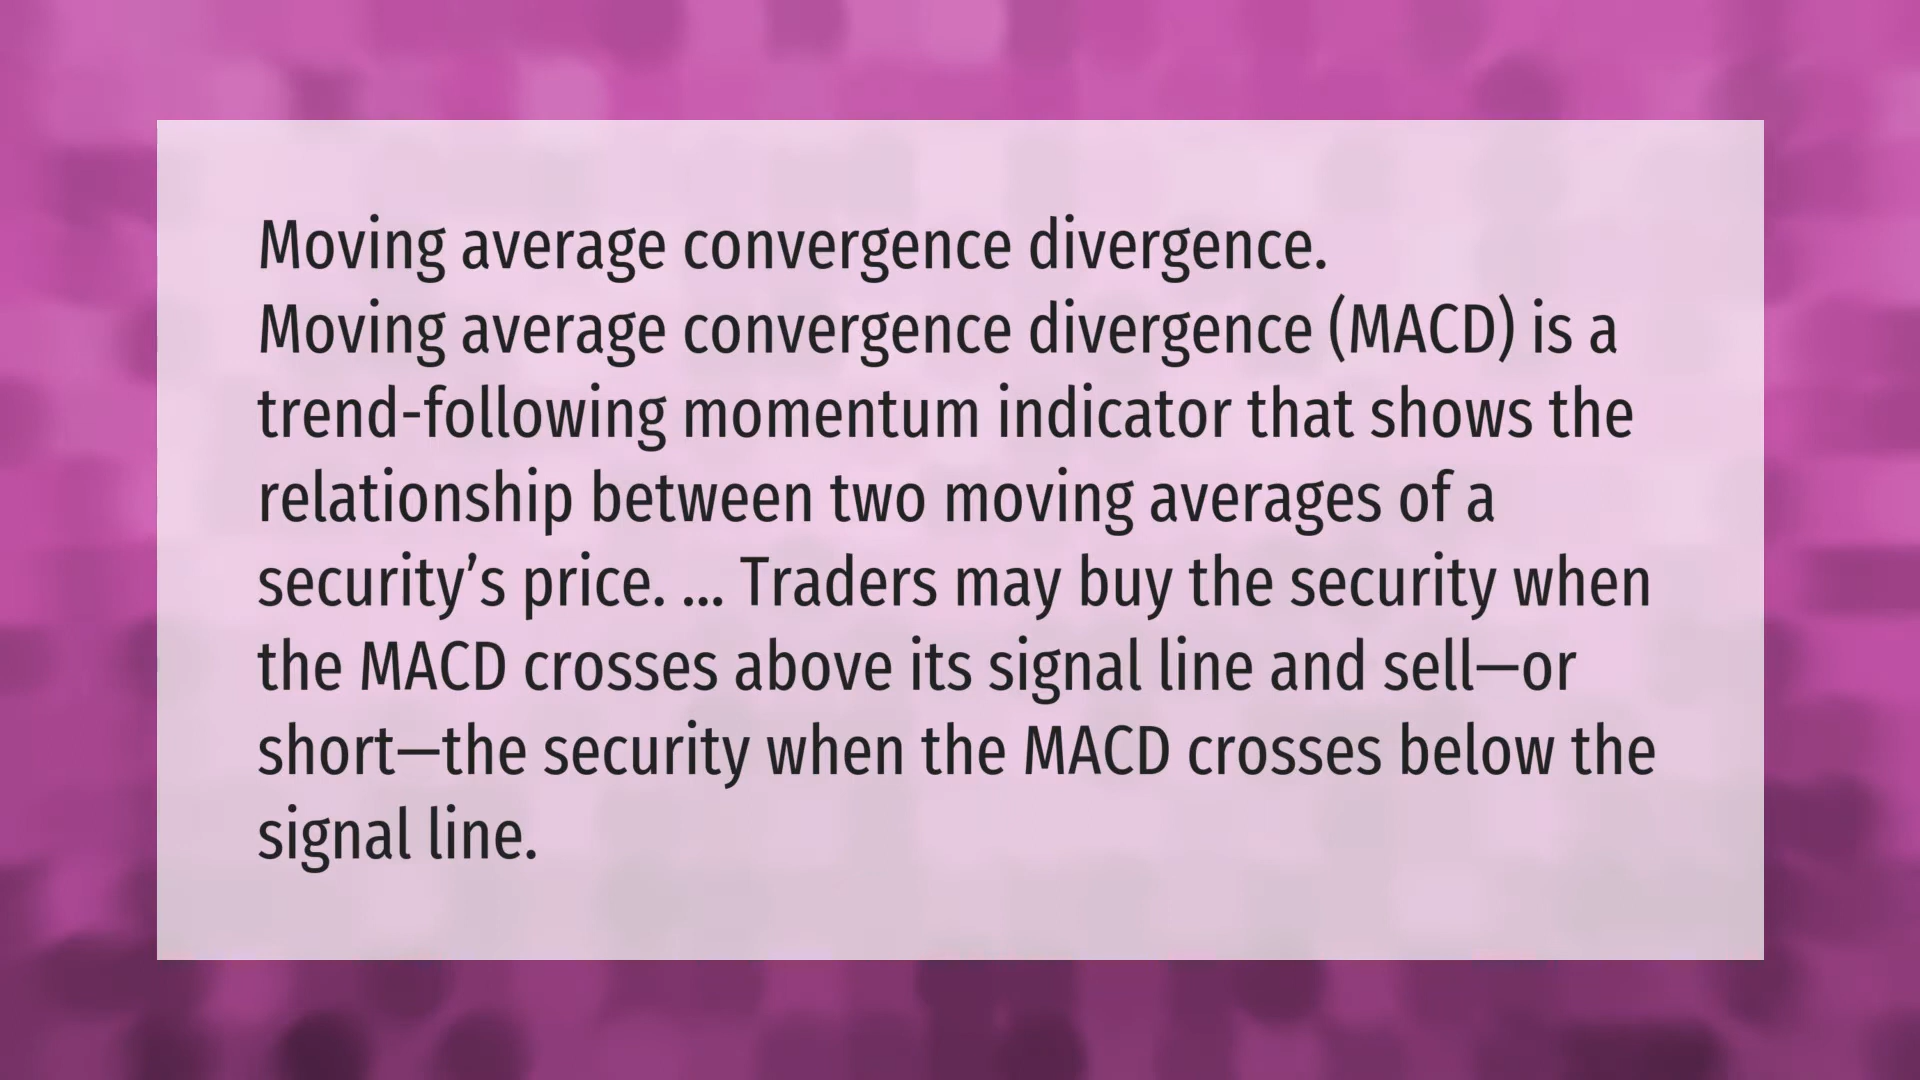 Moving average convergence divergence.
Moving average convergence divergence (MACD) is a
trend-following momentum indicator that shows the
relationship between two moving averages of a
security’s price. ... Traders may buy the security when
the MACD crosses above its signal line and sell—or
short—the security when the MACD crosses below the
signal line.